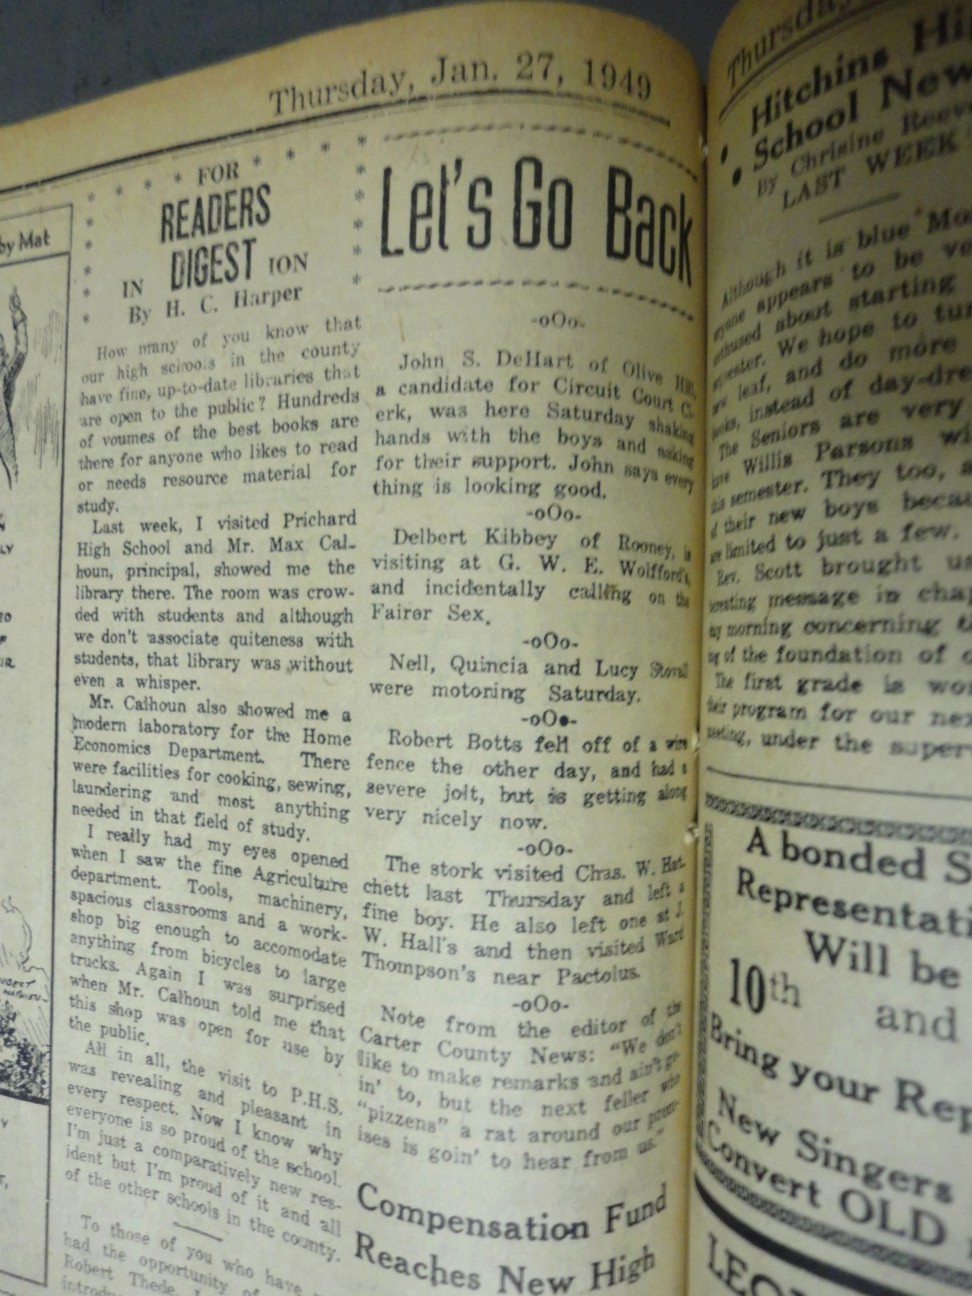 Thursday, Jan. 27, 1949
by Mat
FOR
READERS
IN DIGEST ION
By H. C. Harper
How many of you know that
our high schools in the county
have fine, up-to-date libraries that
are open to the public? Hundreds
of voumes of the best books are
there for anyone who likes to read
or needs resource material for
study.
Last week, I visited Prichard
High School and Mr. Max Cal-
houn, principal, showed me the
library there. The room was crow-
ded with students and although
we don't associate quiteness with
students, that library was without
even a whisper.
Mr. Calhoun also showed me a
modern laboratory for the Home
Economics Department. There
were facilities for cooking, sewing,
laundering and most anything
needed in that field of study.
I really had my eyes opened
when I saw the fine Agriculture
department. Tools, machinery,
spacious classrooms and a work-
shop big enough to accomodate
anything from bicycles to large
trucks. Again I was surprised
when Mr. Calhoun told me that
this shop was open for use by
the public.
All in all, the visit to P.H.S.
was revealing and pleasant in
every respect. Now I know why
everyone is so proud of the school.
I'm just a comparatively new res-
ident but I'm proud of it and all
of the other schools in the county.
To those of you who have
had the opportunity of
Robert Thede,
introdu
Let's Go Back
-oOo-
John S. DeHart of Olive Hill,
a candidate for Circuit Court Cl-
erk, was here Saturday shaking
hands with the boys and making
for their support. John says every
thing is looking good.
-oOo-
Delbert Kibbey of Rooney, is
visiting at G. W. E. Wolfford's,
and incidentally calling on the
Fairer Sex.
-oOo-
Nell, Quincia and Lucy Stovall
were motoring Saturday.
-oOo-
Robert Botts fell off of a wire
fence the other day, and had a
severe jolt, but is getting along
very nicely now.
-oOo-
The stork visited Chas. W. Hat-
chett last Thursday and left a
fine boy. He also left one at J.
W. Hall's and then visited Ward
Thompson's near Pactolus.
-oOo-
Note from the editor of the
Carter County News: "We don't
like to make remarks and ain't go-
in' to, but the next feller who
"pizzens" a rat around our prem-
ises is goin' to hear from us."
Compensation Fund
Reaches New High
Thursday
Hitchins Hi
School New
By Chrisine Reev
LAST WEEK
Although it is blue Mo
appears to be ve
about starting
We hope to tu
leaf, and do more
instead of day-dre
The Seniors are very
Willis Parsons wi
semester. They too, a
their new boys becau
limited to just a few.
Rev. Scott brought us
message in chap
morning concerning t
of the foundation of o
The first grade is wo
their program for our nex
meeting, under the superv
A bonded S
Representati
Will be
10th and
Bring your Rep
New Singers
Convert OLD
LEO